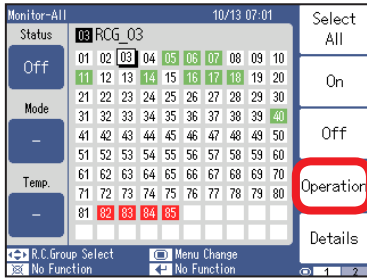 Monitor-All 10/13 07:01
Status
Off
Mode
–
Temp.
–
03 RCG_03
01 02 03 04 05 06 07 08 09 10
11 12 13 14 15 16 17 18 19 20
21 22 23 24 25 26 27 28 29 30
31 32 33 34 35 36 37 38 39 40
41 42 43 44 45 46 47 48 49 50
51 52 53 54 55 56 57 58 59 60
61 62 63 64 65 66 67 68 69 70
71 72 73 74 75 76 77 78 79 80
81 82 83 84 85
Select
All
On
Off
Operation
Details
R.C.Group Select Menu Change
No Function No Function
1 2